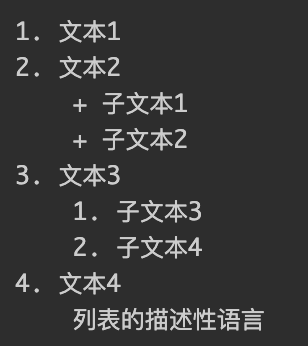 1. 文本1
2. 文本2
    + 子文本1
    + 子文本2
3. 文本3
    1. 子文本3
    2. 子文本4
4. 文本4
    列表的描述性语言